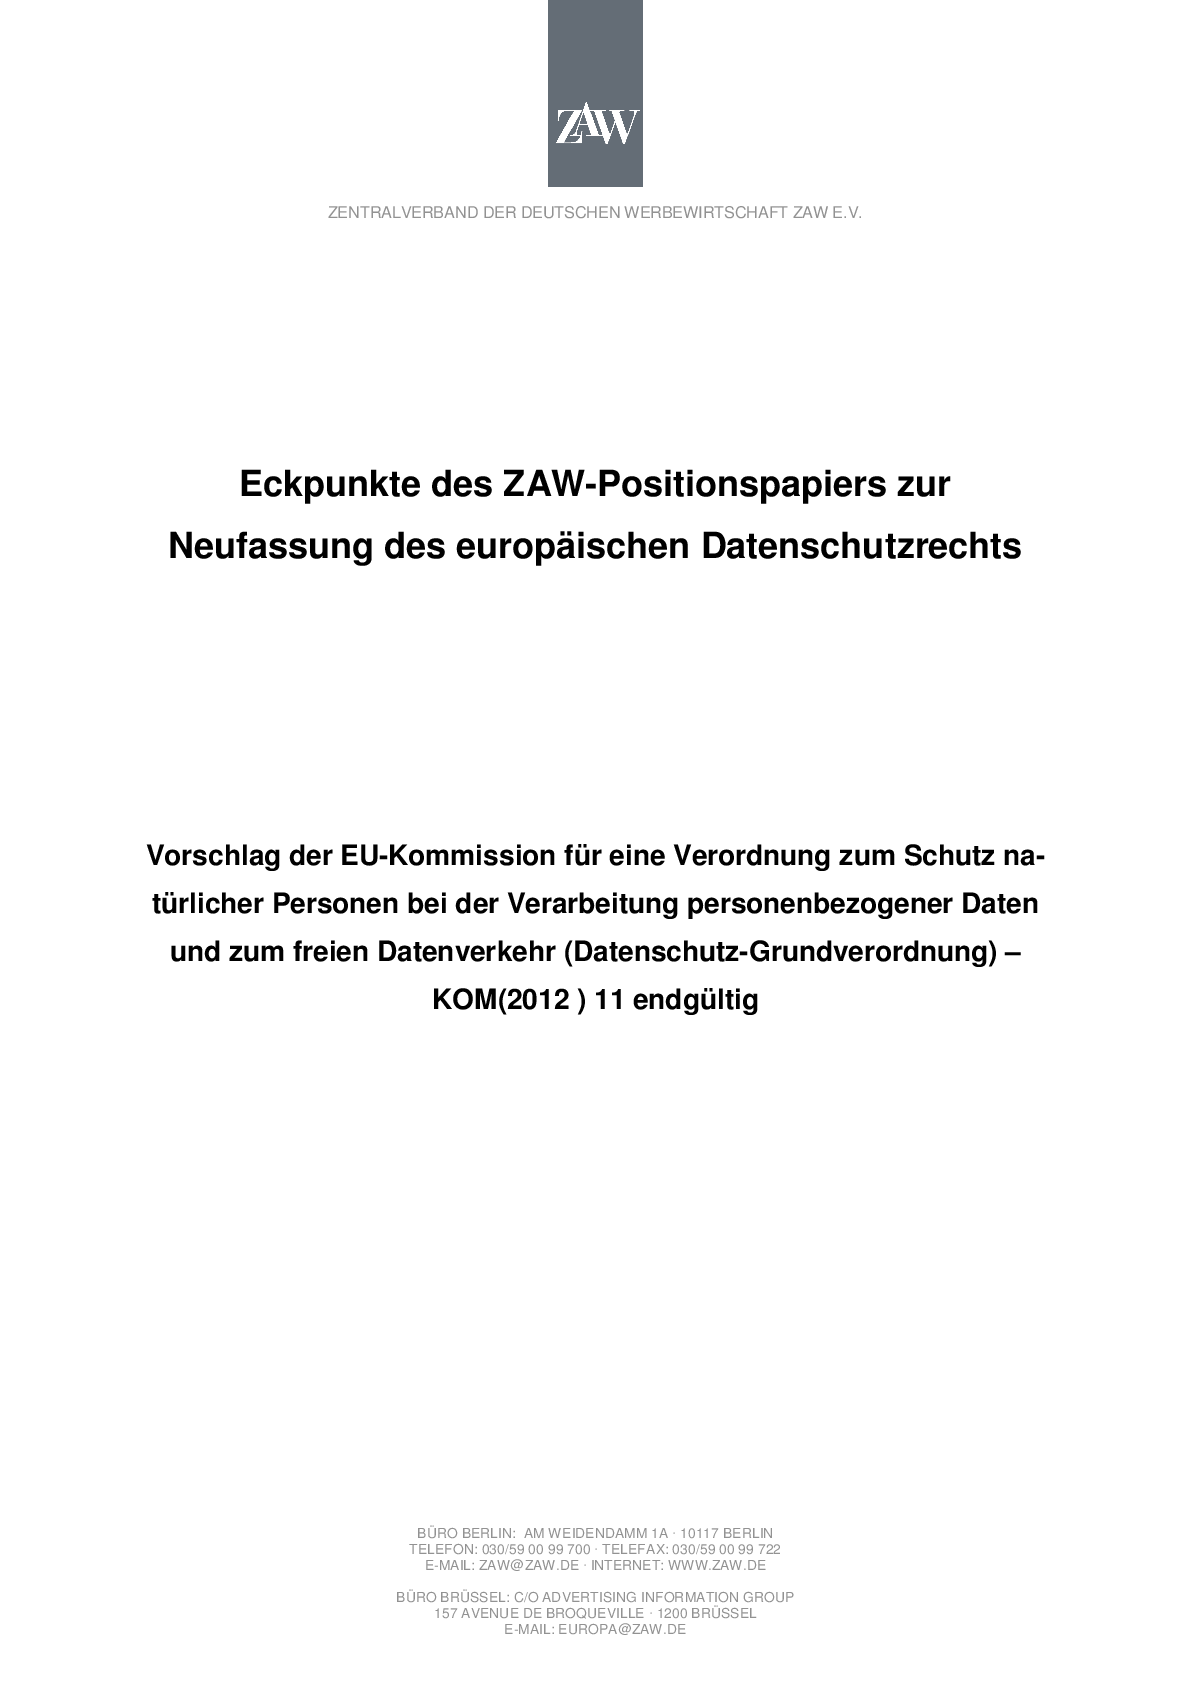 ZAW
ZENTRALVERBAND DER DEUTSCHEN WERBEWIRTSCHAFT ZAW E.V.
Eckpunkte des ZAW-Positionspapiers zur
Neufassung des europäischen Datenschutzrechts
Vorschlag der EU-Kommission für eine Verordnung zum Schutz na-
türlicher Personen bei der Verarbeitung personenbezogener Daten
und zum freien Datenverkehr (Datenschutz-Grundverordnung) –
KOM(2012 ) 11 endgültig
BÜRO BERLIN:  AM WEIDENDAMM 1A · 10117 BERLIN
TELEFON: 030/59 00 99 700 · TELEFAX: 030/59 00 99 722
E-MAIL: ZAW@ZAW.DE · INTERNET: WWW.ZAW.DE
BÜRO BRÜSSEL: C/O ADVERTISING INFORMATION GROUP
157 AVENUE DE BROQUEVILLE · 1200 BRÜSSEL
E-MAIL: EUROPA@ZAW.DE